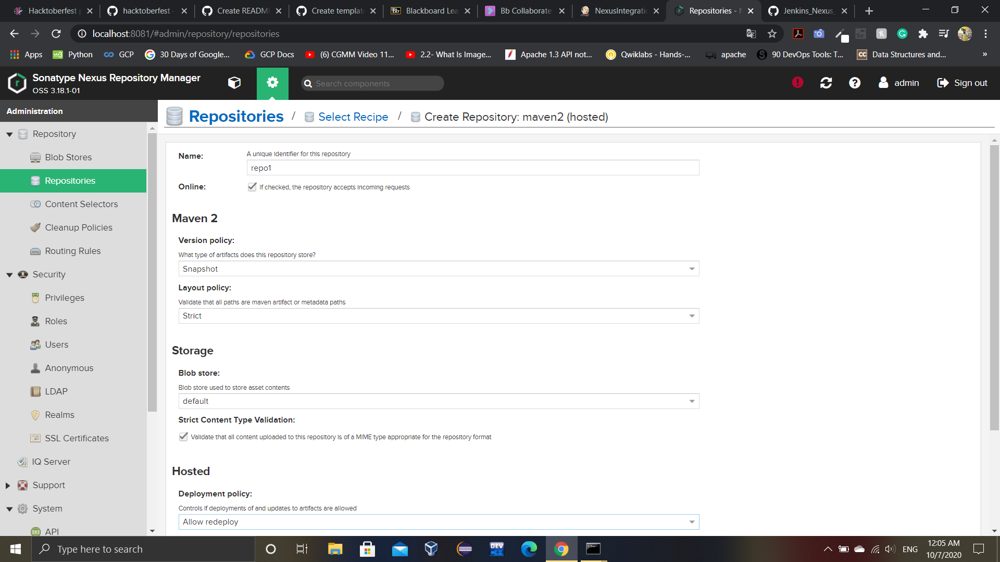 Hacktoberfest p
hacktoberfest -
Create README
Create templat
Blackboard Lea
Bb Collaborate
NexusIntegratio
Repositories - N
Jenkins_Nexus_
localhost:8081/#admin/repository/repositories
Apps
Python
GCP
30 Days of Google...
GCP Docs
(6) CGMM Video 11...
2.2- What Is Image...
Apache 1.3 API not...
Qwiklabs - Hands-...
apache
90 DevOps Tools: T...
Data Structures and...
»
Sonatype Nexus Repository Manager
OSS 3.18.1-01
Search components
admin
Sign out
Administration
Repository
Blob Stores
Repositories
Content Selectors
Cleanup Policies
Routing Rules
Security
Privileges
Roles
Users
Anonymous
LDAP
Realms
SSL Certificates
IQ Server
Support
System
API
Repositories / Select Recipe / Create Repository: maven2 (hosted)
Name:
A unique identifier for this repository
repo1
Online:
If checked, the repository accepts incoming requests
Maven 2
Version policy:
What type of artifacts does this repository store?
Snapshot
Layout policy:
Validate that all paths are maven artifact or metadata paths
Strict
Storage
Blob store:
Blob store used to store asset contents
default
Strict Content Type Validation:
Validate that all content uploaded to this repository is of a MIME type appropriate for the repository format
Hosted
Deployment policy:
Controls if deployments of and updates to artifacts are allowed
Allow redeploy
Type here to search
DEV
C++
ENG
12:05 AM
10/7/2020